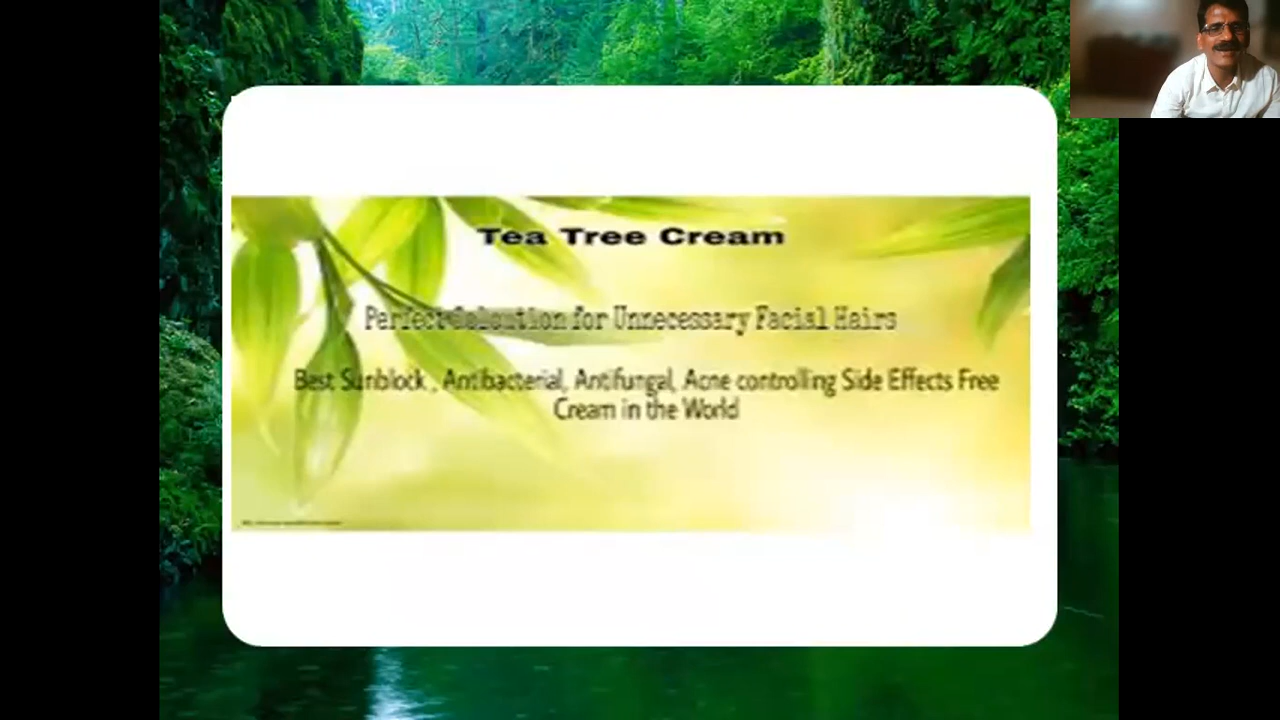 Tea Tree Cream
Perfect Soloution for Unnecessary Facial Hairs
Best Sunblock , Antibacterial, Antifungal, Acne controlling Side Effects Free
Cream in the World